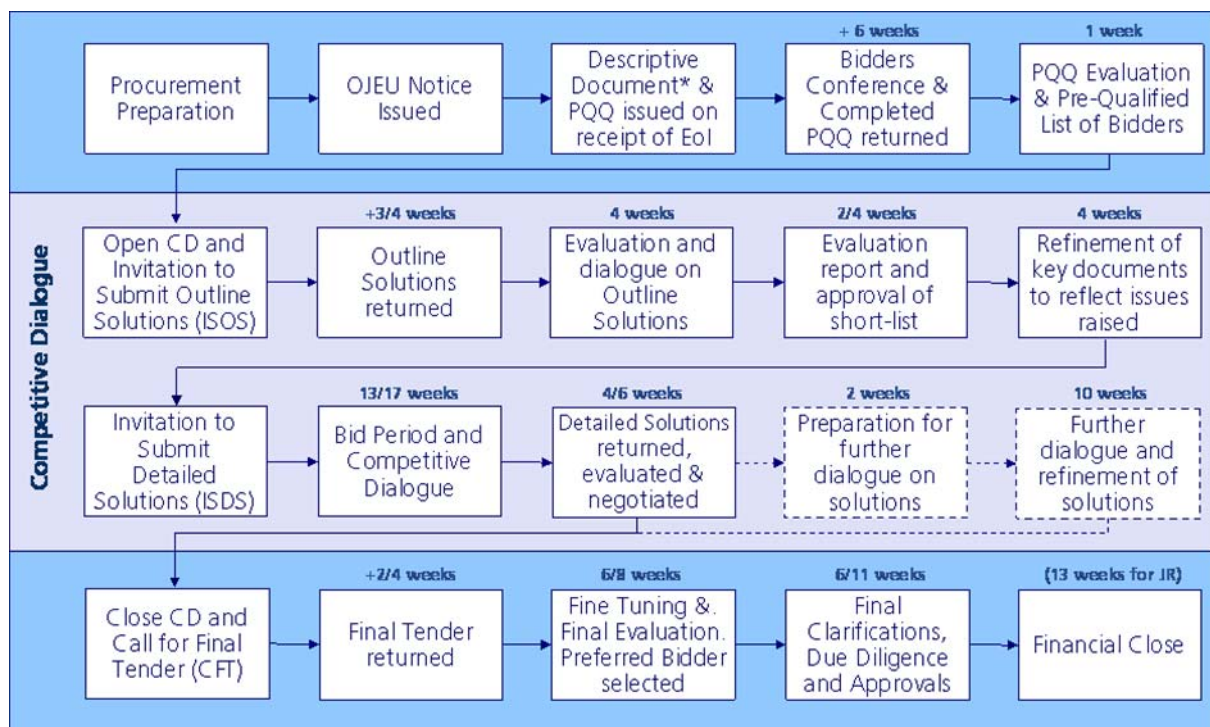 + 6 weeks
1 week
Procurement
Preparation
OJEU Notice
Issued
Descriptive
Document* &
PQQ issued on
receipt of EoI
Bidders
Conference &
Completed
PQQ returned
PQQ Evaluation
& Pre-Qualified
List of Bidders
Competitive Dialogue
+3/4 weeks
4 weeks
2/4 weeks
4 weeks
Open CD and
Invitation to
Submit Outline
Solutions (ISOS)
Outline
Solutions
returned
Evaluation and
dialogue on
Outline
Solutions
Evaluation
report and
approval of
short-list
Refinement of
key documents
to reflect issues
raised
13/17 weeks
4/6 weeks
2 weeks
10 weeks
Invitation to
Submit
Detailed
Solutions (ISDS)
Bid Period and
Competitive
Dialogue
Detailed Solutions
returned,
evaluated &
negotiated
Preparation for
further
dialogue on
solutions
Further
dialogue and
refinement of
solutions
+2/4 weeks
6/8 weeks
6/11 weeks
(13 weeks for JR)
Close CD and
Call for Final
Tender (CFT)
Final Tender
returned
Fine Tuning &.
Final Evaluation.
Preferred Bidder
selected
Final
Clarifications,
Due Diligence
and Approvals
Financial Close